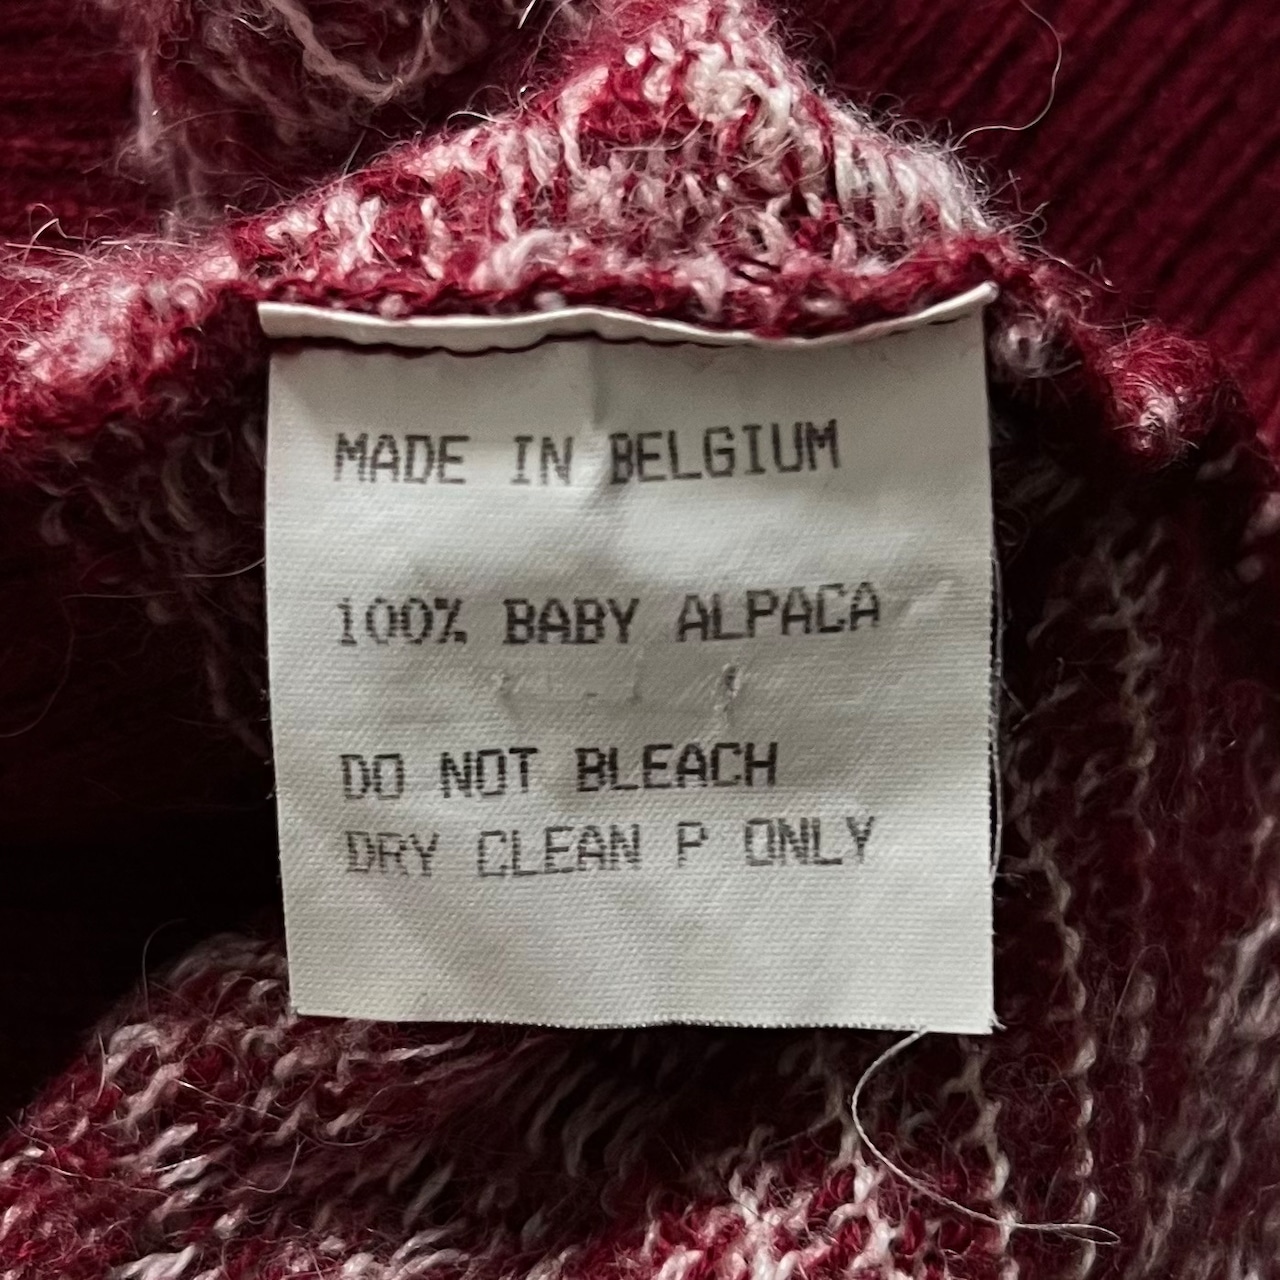 MADE IN BELGIUM
100% BABY ALPACA
DO NOT BLEACH
DRY CLEAN P ONLY